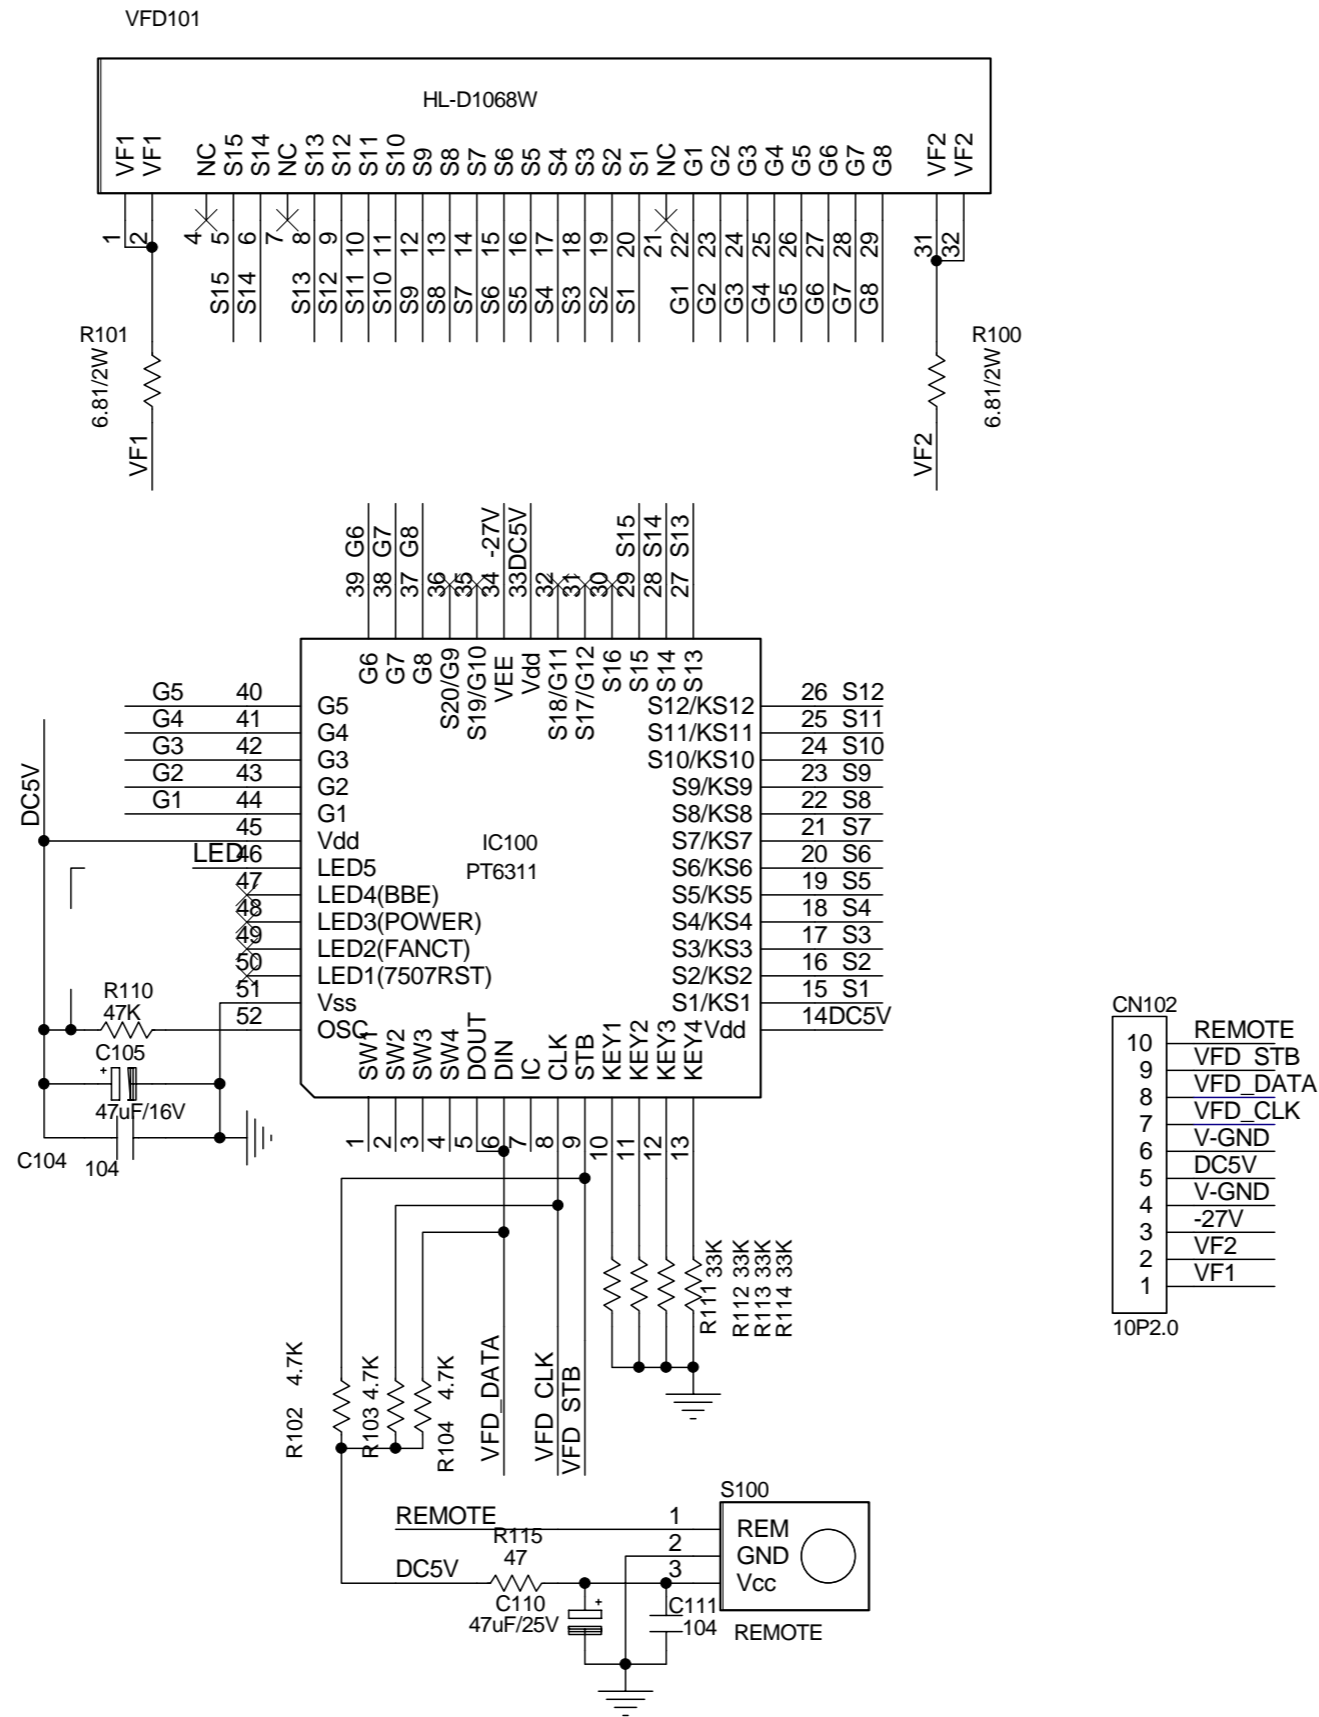 VFD101
HL-D1068W
VF1 VF1 NC S15 S14 NC S13 S12 S11 S10 S9 S8 S7 S6 S5 S4 S3 S2 S1 NC G1 G2 G3 G4 G5 G6 G7 G8 VF2 VF2
1 2 4 5 6 7 8 9 10 11 12 13 14 15 16 17 18 19 20 21 22 23 24 25 26 27 28 29 31 32
S15 S14 S13 S12 S11 S10 S9 S8 S7 S6 S5 S4 S3 S2 S1 G1 G2 G3 G4 G5 G6 G7 G8
R101
6.81/2W
VF1
R100
6.81/2W
VF2
G6 G7 G8 -27V DC5V S15 S14 S13
39 38 37 36 35 34 33 32 31 30 29 28 27
G6 G7 G8 S20/G9 S19/G10 VEE Vdd S18/G11 S17/G12 S16 S15 S14 S13
G5 40 G5
G4 41 G4
G3 42 G3
G2 43 G2
G1 44 G1
45 Vdd
LED 46 LED5
47 LED4(BBE)
48 LED3(POWER)
49 LED2(FANCT)
50 LED1(7507RST)
51 Vss
52 OSC
DC5V
IC100
PT6311
S12/KS12 26 S12
S11/KS11 25 S11
S10/KS10 24 S10
S9/KS9 23 S9
S8/KS8 22 S8
S7/KS7 21 S7
S6/KS6 20 S6
S5/KS5 19 S5
S4/KS4 18 S4
S3/KS3 17 S3
S2/KS2 16 S2
S1/KS1 15 S1
Vdd 14 DC5V
R110
47K
C105
+
47uF/16V
C104 104
SW1 SW2 SW3 SW4 DOUT DIN IC CLK STB KEY1 KEY2 KEY3 KEY4
1 2 3 4 5 6 7 8 9 10 11 12 13
CN102
10 REMOTE
9 VFD_STB
8 VFD_DATA
7 VFD_CLK
6 V-GND
5 DC5V
4 V-GND
3 -27V
2 VF2
1 VF1
10P2.0
R111 33K
R112 33K
R113 33K
R114 33K
R102 4.7K
R103 4.7K
R104 4.7K
VFD_DATA
VFD_CLK
VFD_STB
S100
REMOTE 1 REM
2 GND
DC5V 3 Vcc
R115
47
C110
+
47uF/25V
C111
104
REMOTE